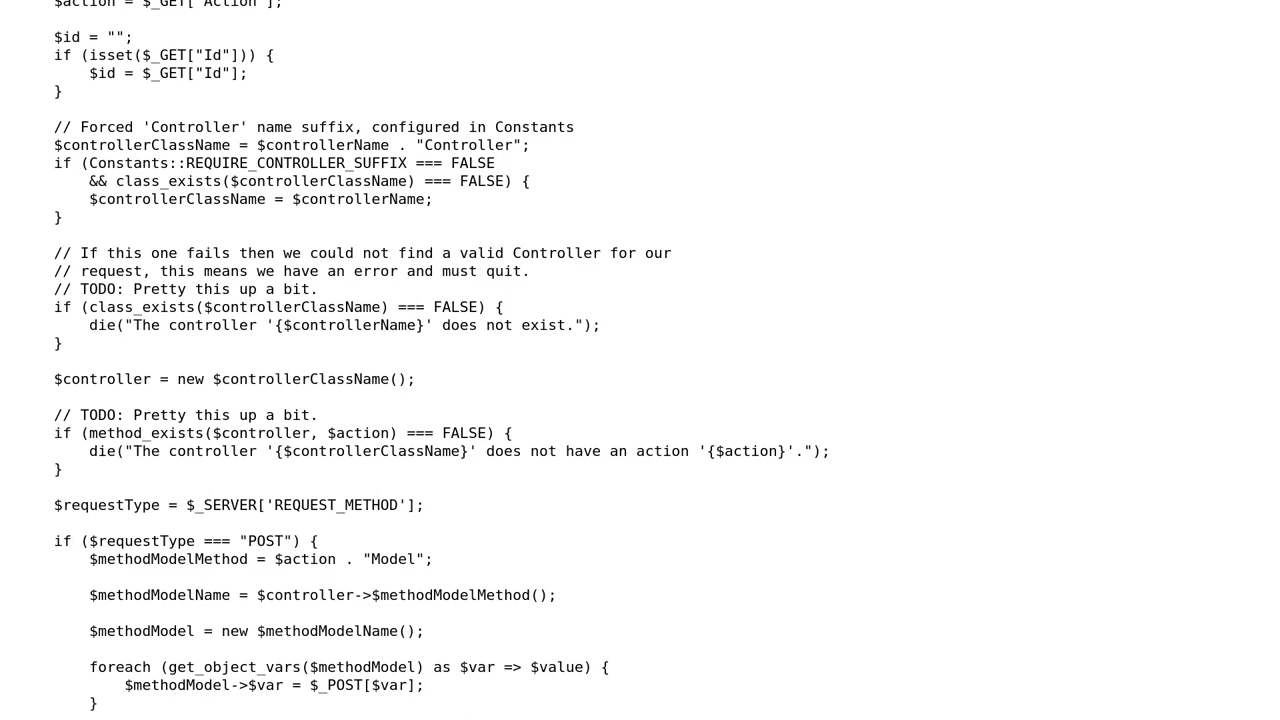 $action = $_GET["Action"];
$id = "";
if (isset($_GET["Id"])) {
$id = $_GET["Id"];
}
// Forced 'Controller' name suffix, configured in Constants
$controllerClassName = $controllerName . "Controller";
if (Constants::REQUIRE_CONTROLLER_SUFFIX === FALSE
&& class_exists($controllerClassName) === FALSE) {
$controllerClassName = $controllerName;
}
// If this one fails then we could not find a valid Controller for our
// request, this means we have an error and must quit.
// TODO: Pretty this up a bit.
if (class_exists($controllerClassName) === FALSE) {
die("The controller '{$controllerName}' does not exist.");
}
$controller = new $controllerClassName();
// TODO: Pretty this up a bit.
if (method_exists($controller, $action) === FALSE) {
die("The controller '{$controllerClassName}' does not have an action '{$action}'.");
}
$requestType = $_SERVER['REQUEST_METHOD'];
if ($requestType === "POST") {
$methodModelMethod = $action . "Model";
$methodModelName = $controller->$methodModelMethod();
$methodModel = new $methodModelName();
foreach (get_object_vars($methodModel) as $var => $value) {
$methodModel->$var = $_POST[$var];
}